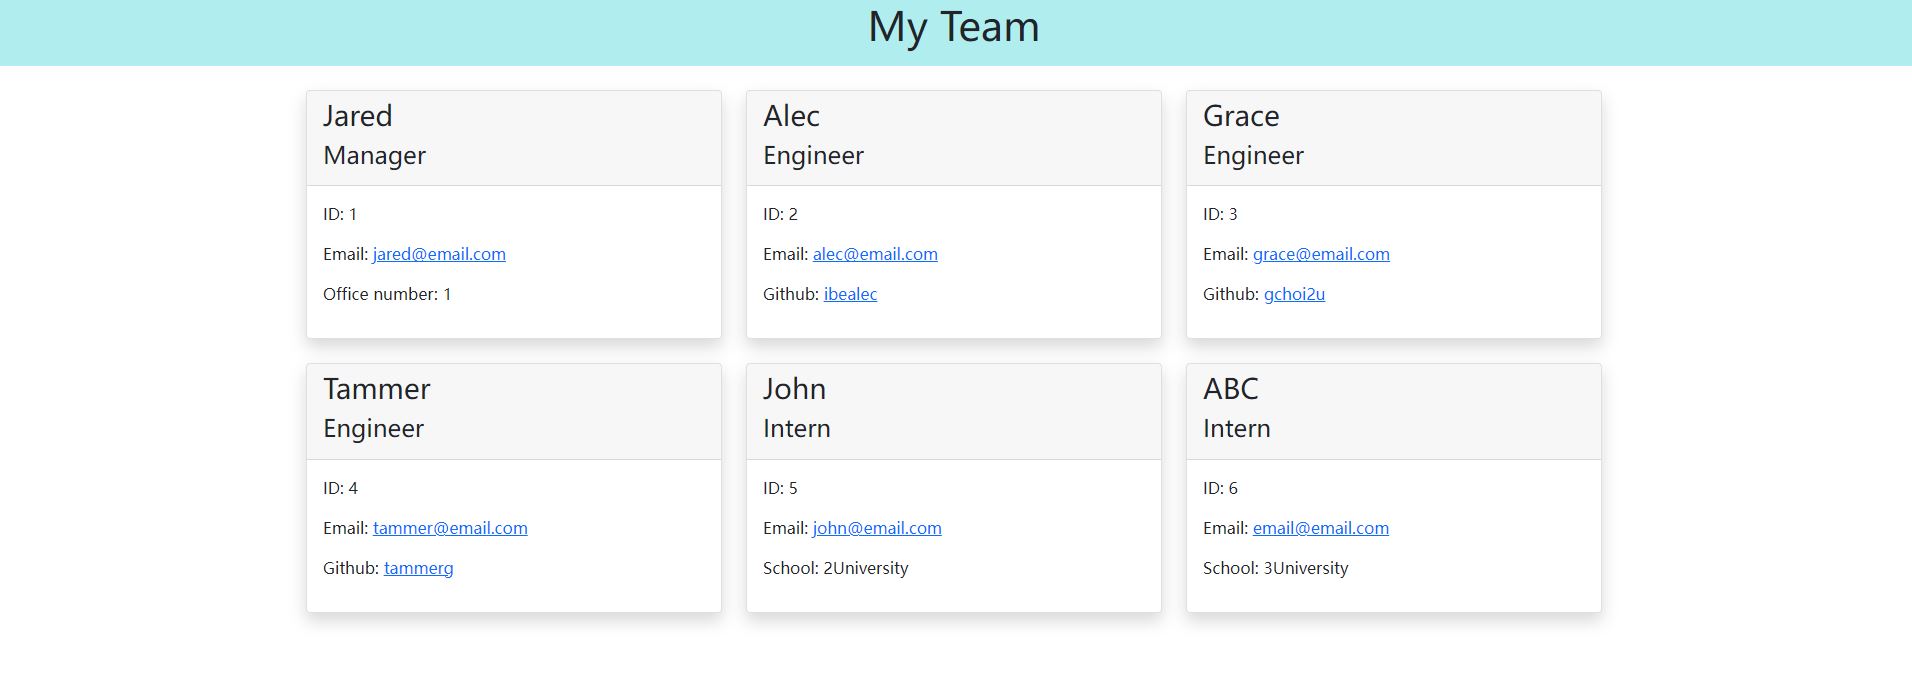 My Team
Jared
Manager
ID: 1
Email: jared@email.com
Office number: 1
Alec
Engineer
ID: 2
Email: alec@email.com
Github: ibealec
Grace
Engineer
ID: 3
Email: grace@email.com
Github: gchoi2u
Tammer
Engineer
ID: 4
Email: tammer@email.com
Github: tammerg
John
Intern
ID: 5
Email: john@email.com
School: 2University
ABC
Intern
ID: 6
Email: email@email.com
School: 3University